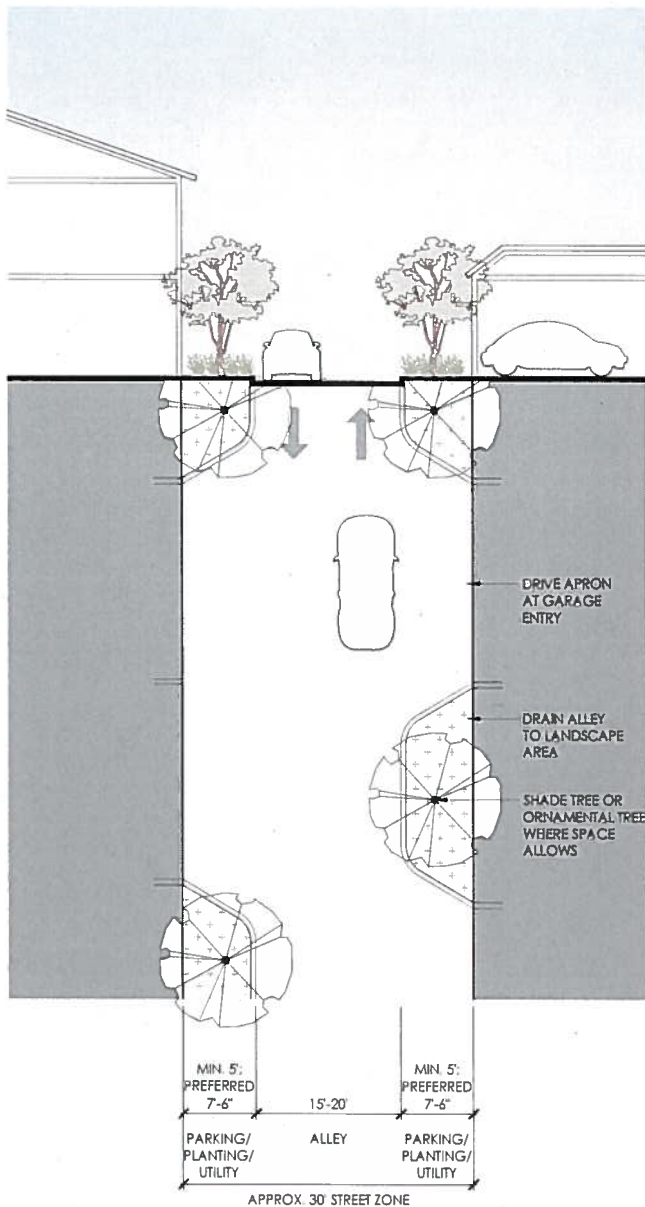 DRIVE APRON
AT GARAGE
ENTRY
DRAIN ALLEY
TO LANDSCAPE
AREA
SHADE TREE OR
ORNAMENTAL TREE
WHERE SPACE
ALLOWS
MIN. 5';
PREFERRED
7'-6"
15'-20'
MIN. 5';
PREFERRED
7'-6"
PARKING/
PLANTING/
UTILITY
ALLEY
PARKING/
PLANTING/
UTILITY
APPROX. 30' STREET ZONE